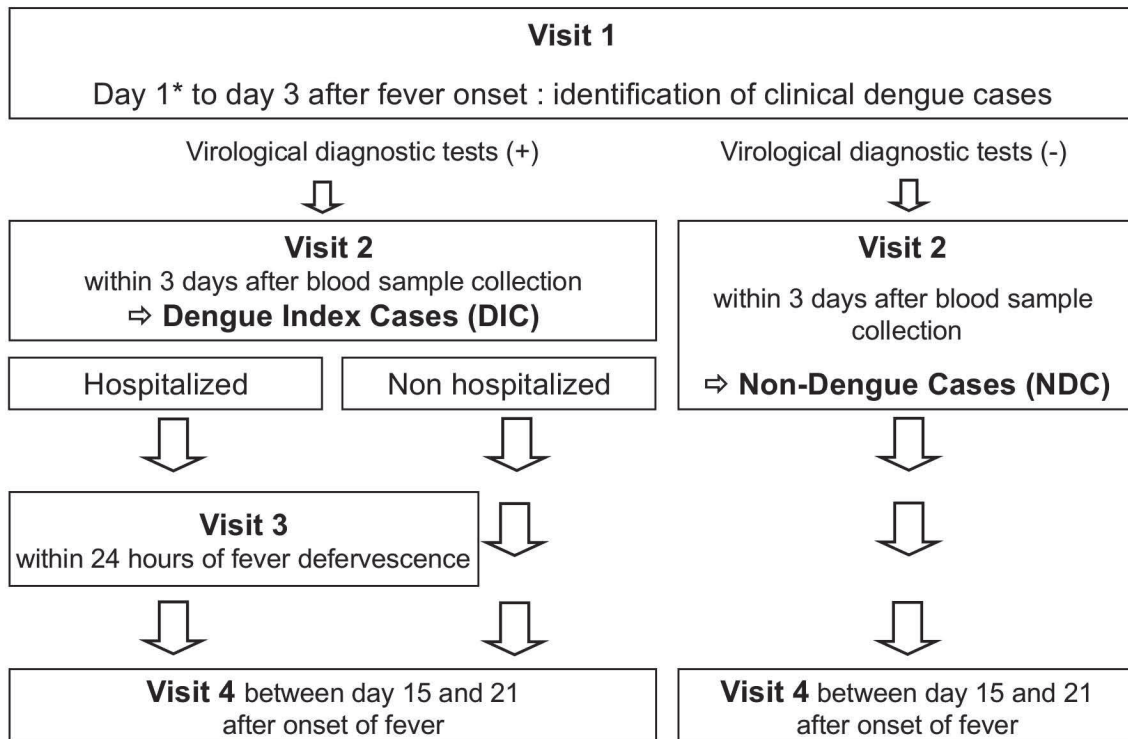 Visit 1
Day 1* to day 3 after fever onset : identification of clinical dengue cases
Virological diagnostic tests (+)
Virological diagnostic tests (-)
Visit 2
within 3 days after blood sample collection
⇨ Dengue Index Cases (DIC)
Visit 2
within 3 days after blood sample
collection
⇨ Non-Dengue Cases (NDC)
Hospitalized
Non hospitalized
Visit 3
within 24 hours of fever defervescence
Visit 4 between day 15 and 21
after onset of fever
Visit 4 between day 15 and 21
after onset of fever